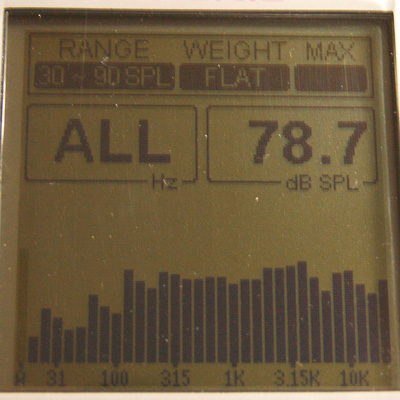 RANGE WEIGHT MAX
30 ~ 90 SPL FLAT
ALL 78.7
Hz dB SPL
A 31 100 315 1K 3.15K 10K